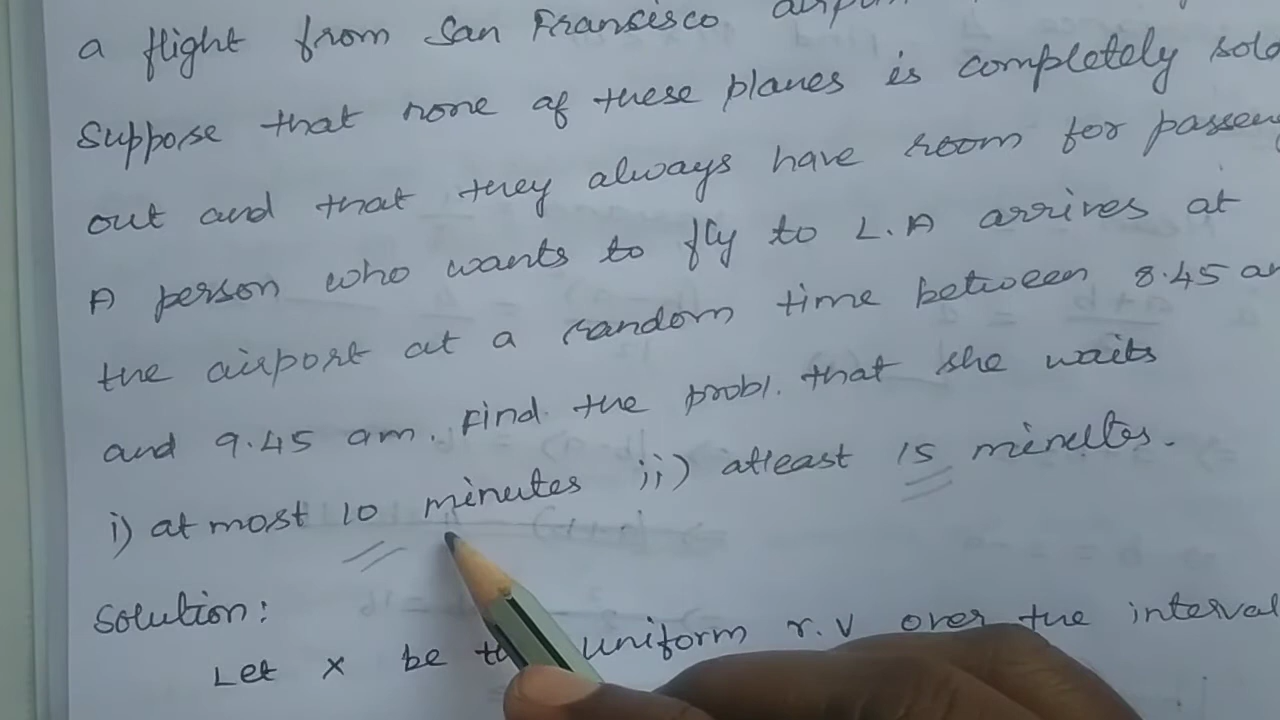 a flight from San Francisco
Suppose that none of these planes is completely sold
out and that they always have room for
A person who wants to fly to L.A arrives at
the airport at a random time between 8.45 am
and 9.45 am. Find the probl. that she waits
i) at most 10 minutes ii) atleast 15 minutes.
Solution:
Let X be uniform r.v over the interval